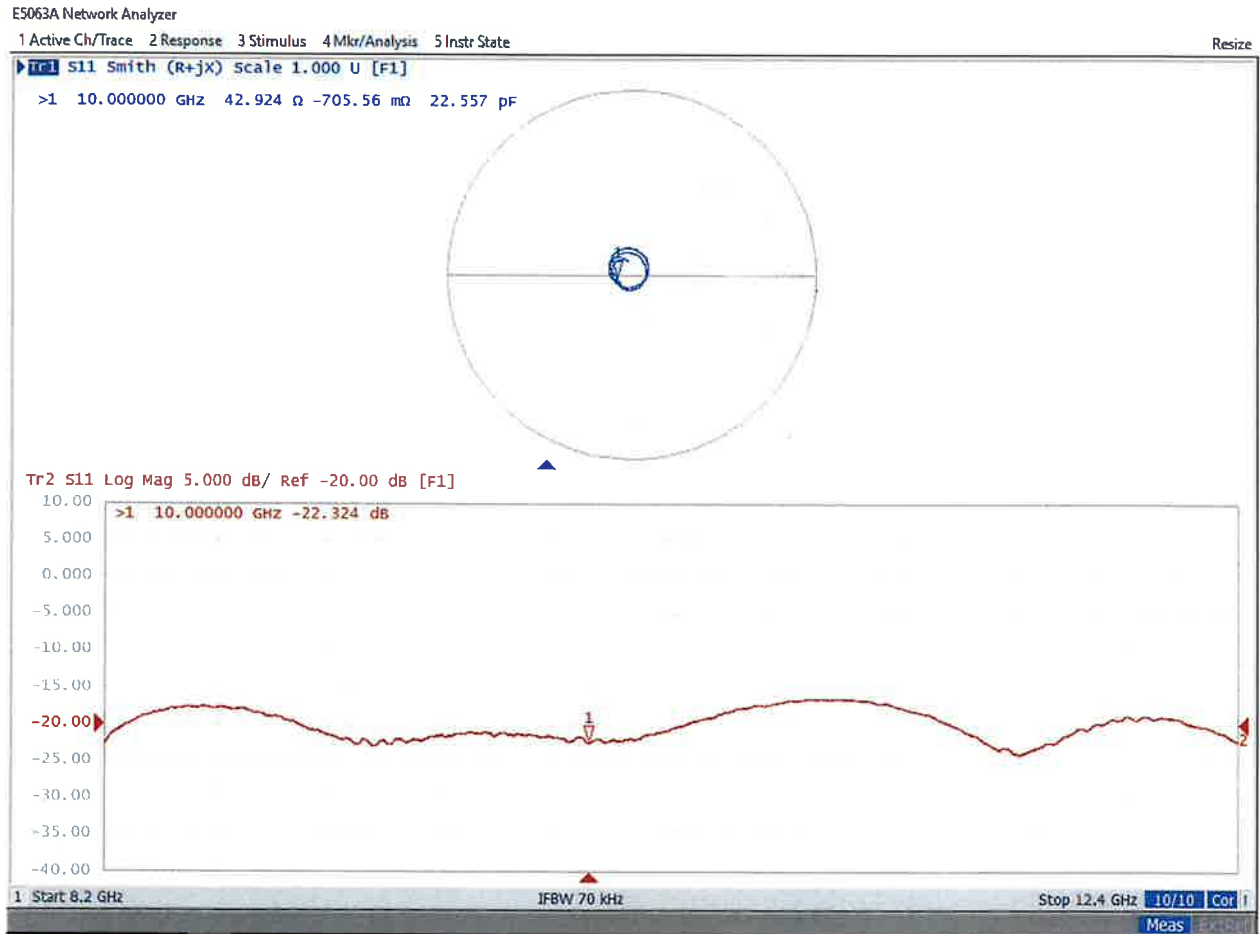 E5063A Network Analyzer
1 Active Ch/Trace 2 Response 3 Stimulus 4 Mkr/Analysis 5 Instr State
Resize
Tr1 S11 Smith (R+jX) Scale 1.000 U [F1]
>1 10.000000 GHz 42.924 Ω -705.56 mΩ 22.557 pF
1
Tr2 S11 Log Mag 5.000 dB/ Ref -20.00 dB [F1]
10.00
>1 10.000000 GHz -22.324 dB
5.000
0.000
-5.000
-10.00
-15.00
-20.00
1
2
-25.00
-30.00
-35.00
-40.00
1 Start 8.2 GHz IFBW 70 kHz Stop 12.4 GHz 10/10 Cor !
Meas ExtRef